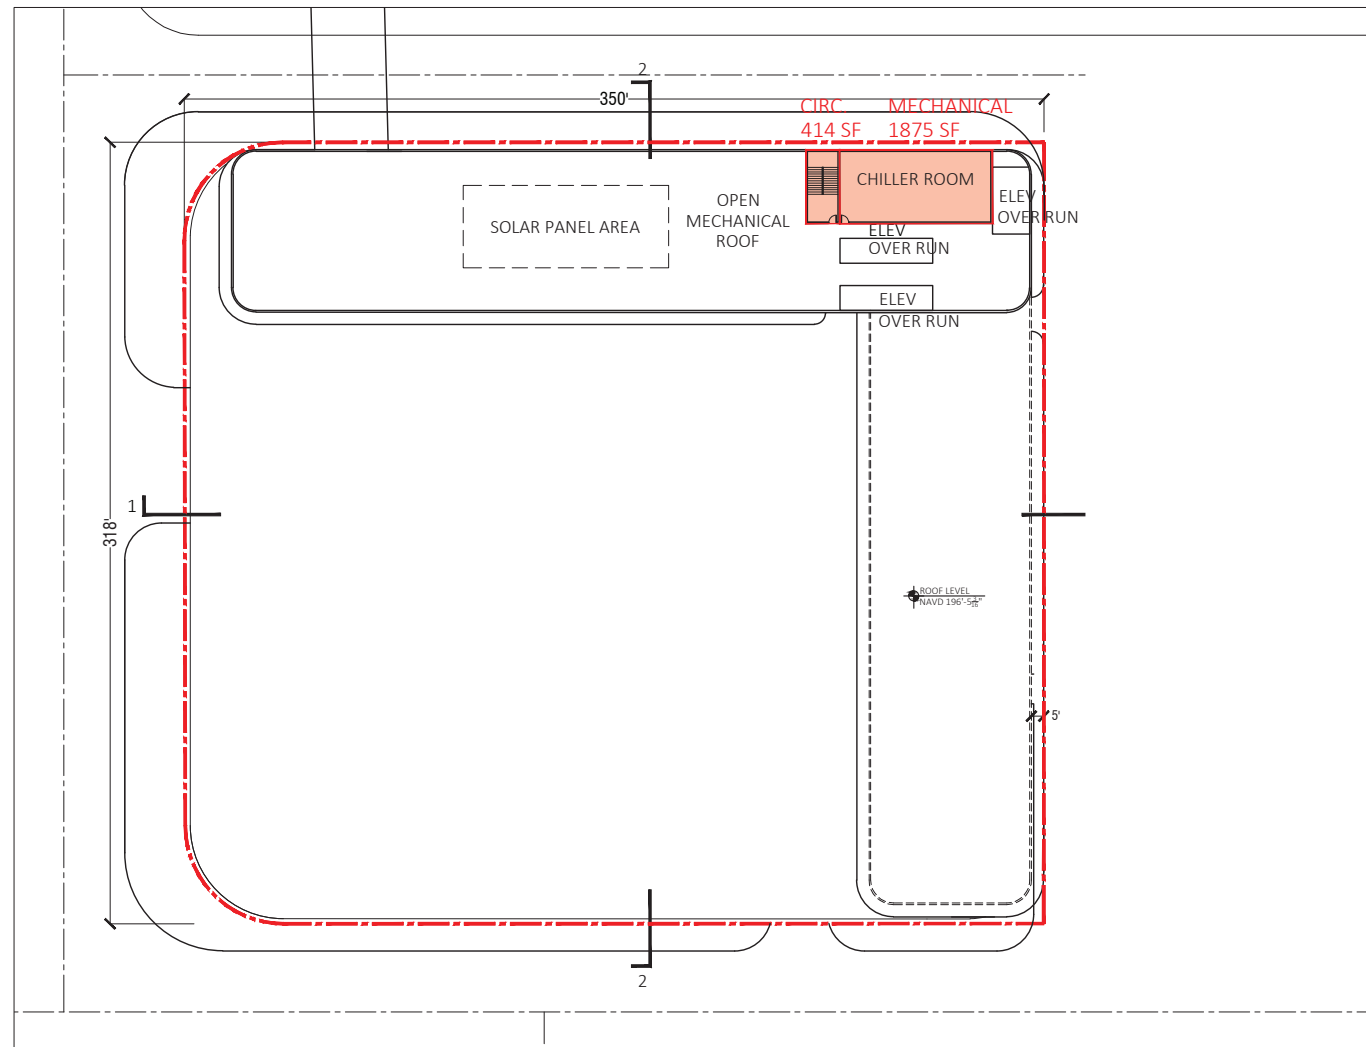 2
350'
CIRC
414 SF
MECHANICAL
1875 SF
CHILLER ROOM
ELEV
OVER RUN
OPEN
MECHANICAL
ROOF
SOLAR PANEL AREA
ELEV
OVER RUN
ELEV
OVER RUN
1
318'
ROOF LEVEL
5'
2